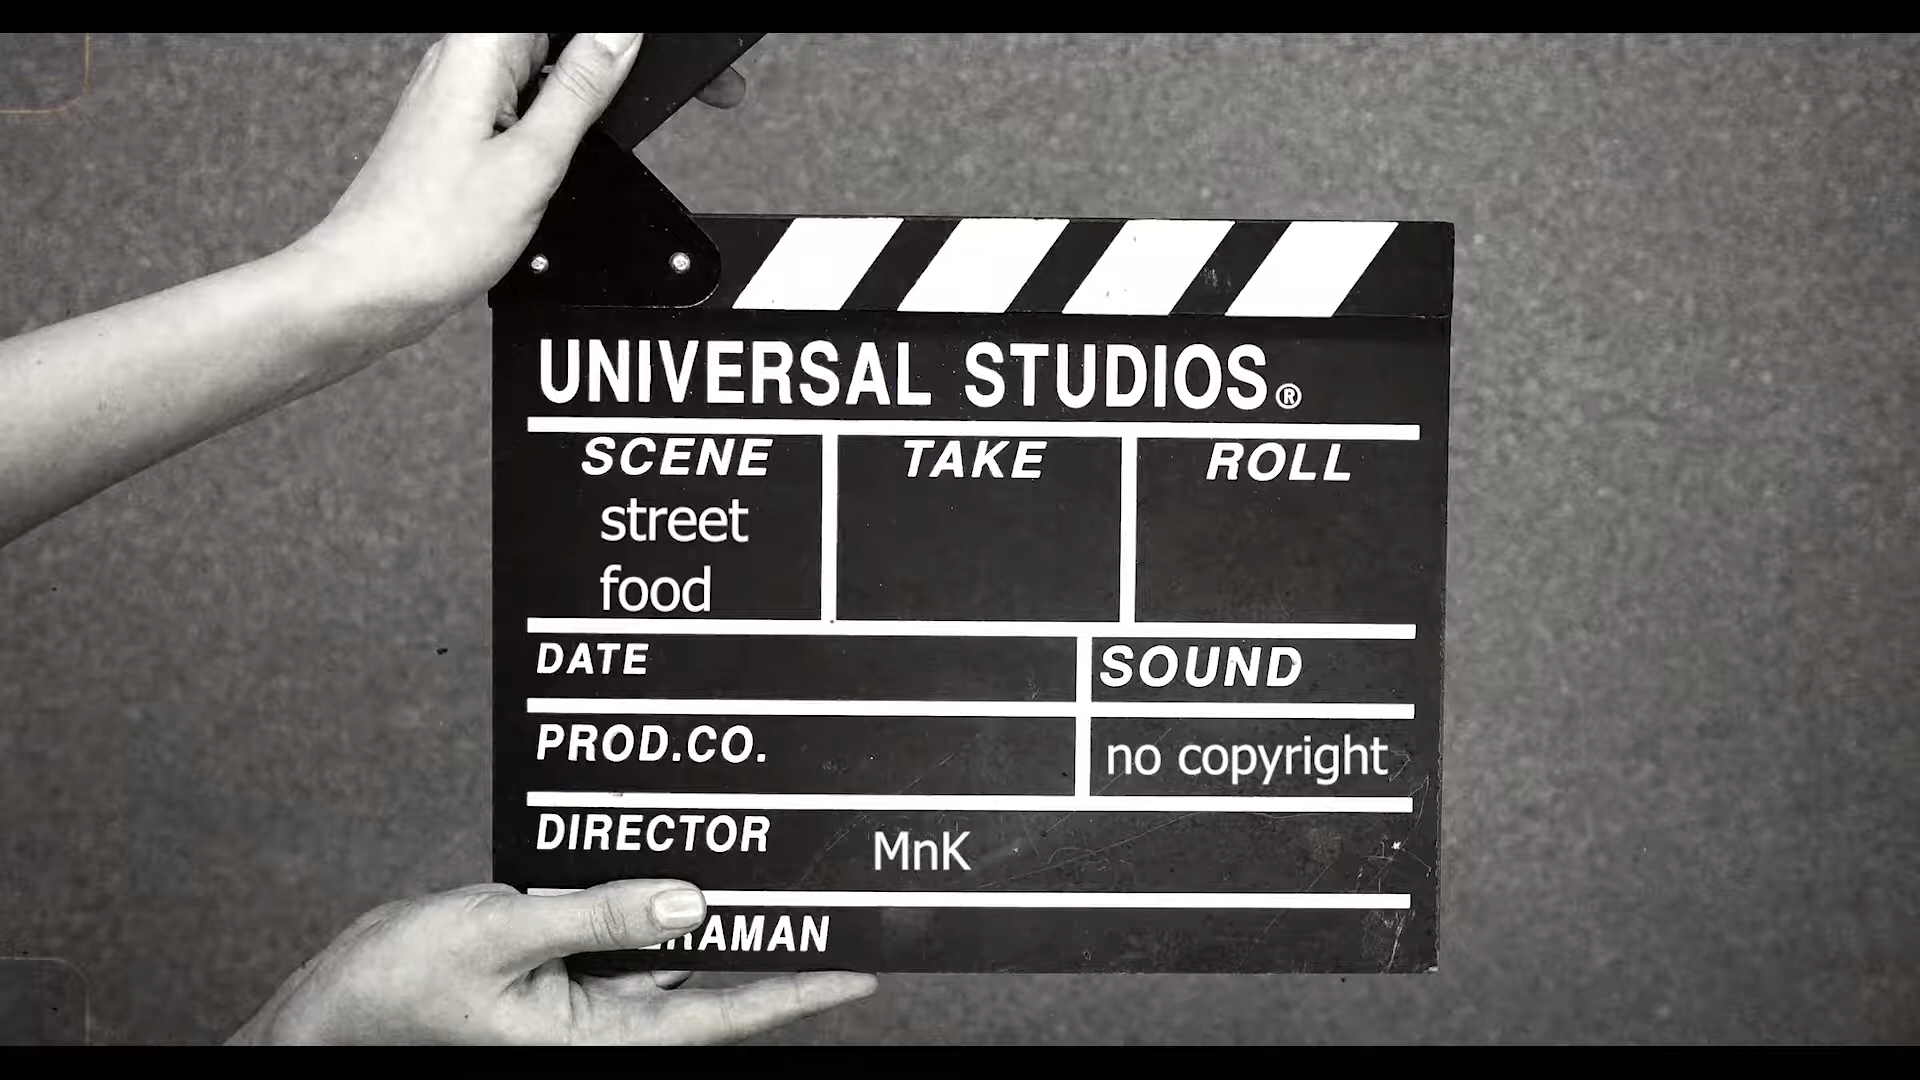 UNIVERSAL STUDIOS®
SCENE TAKE ROLL
street
food
DATE SOUND
PROD.CO. no copyright
DIRECTOR MnK